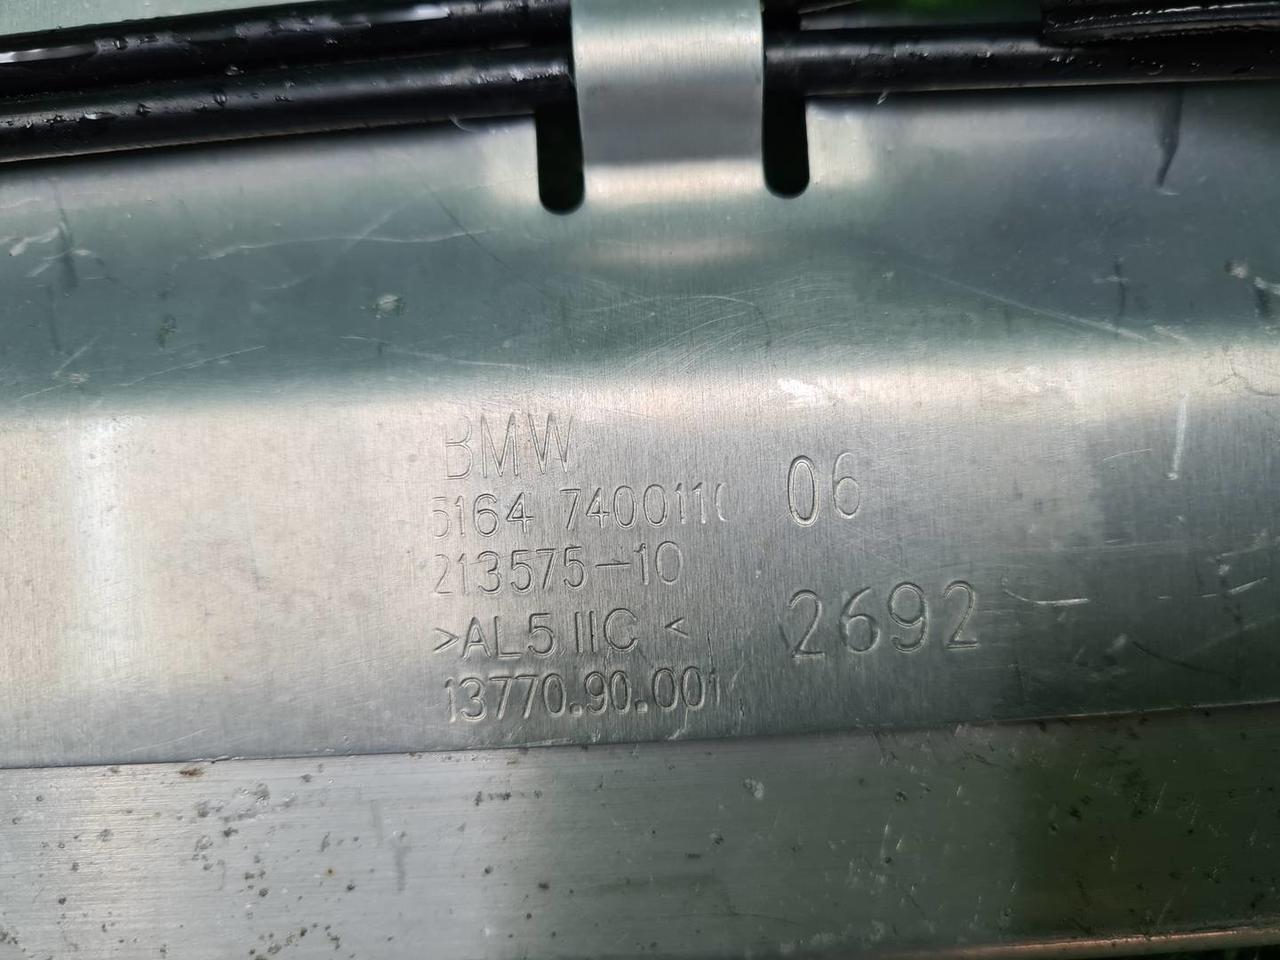 BMW
5164 7400110 06
213575-10
>AL5 IIC < 2692
13770.90.001